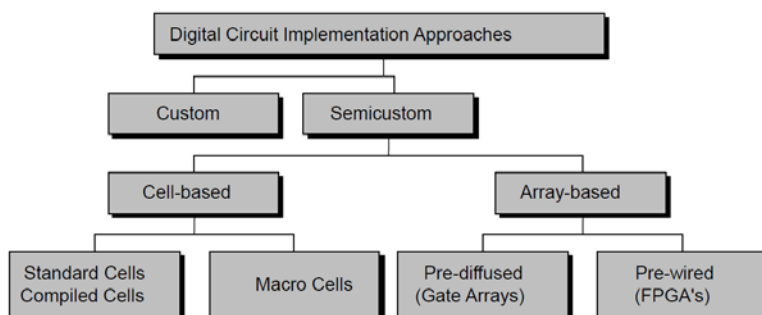 Digital Circuit Implementation Approaches
Custom
Semicustom
Cell-based
Array-based
Standard Cells
Compiled Cells
Macro Cells
Pre-diffused
(Gate Arrays)
Pre-wired
(FPGA's)